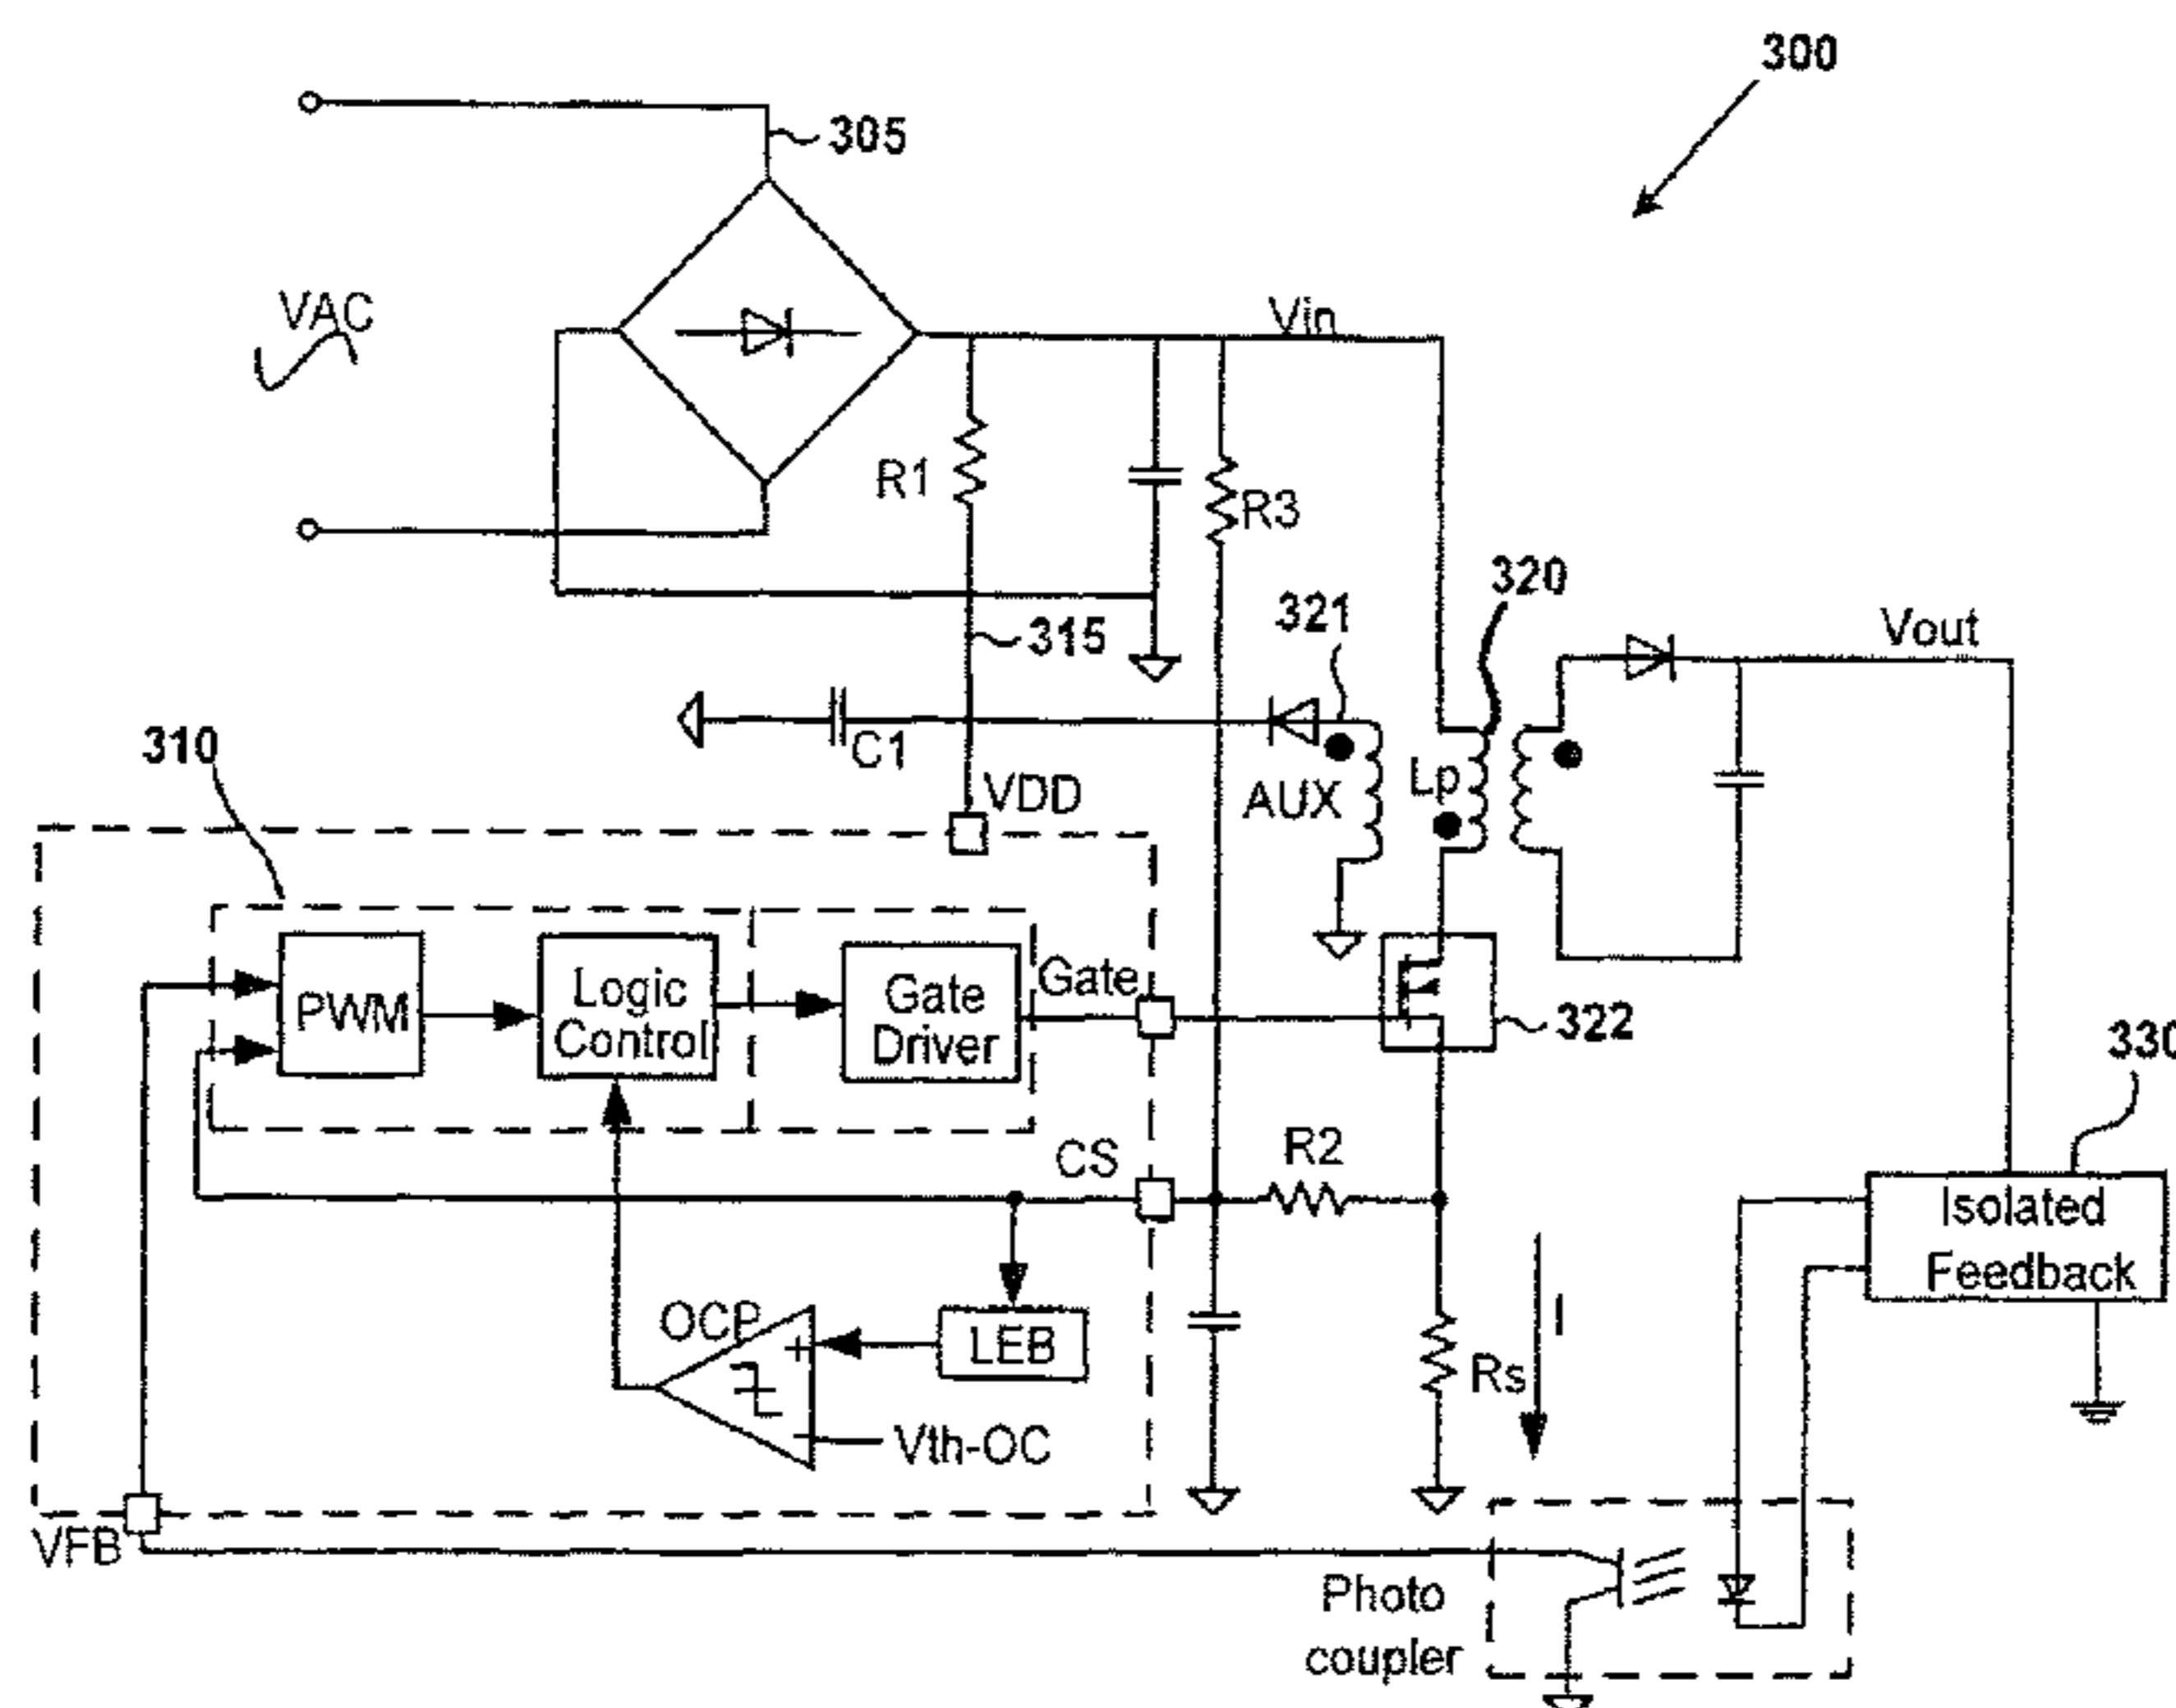 300
305
VAC
Vin
R1
R3
320
321
315
Vout
310
C1
VDD
AUX
Lp
PWM
Logic
Control
Gate
Driver
Gate
322
330
CS
R2
Isolated
Feedback
OCP
+
LEB
Rs
I
−
Vth-OC
VFB
Photo
coupler